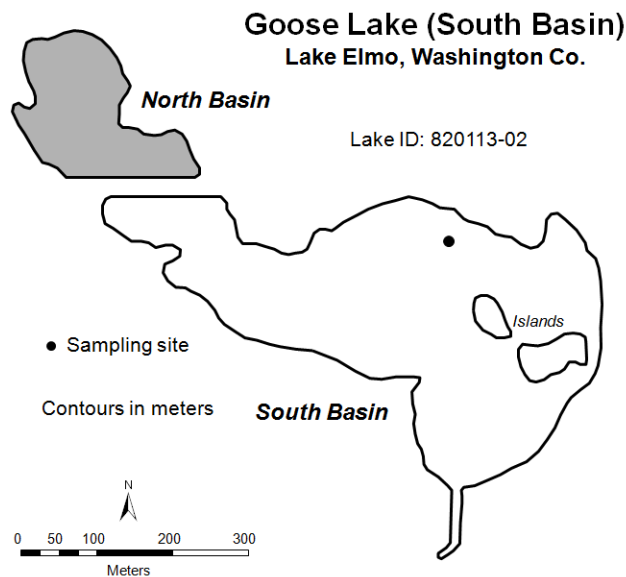 Goose Lake (South Basin)
Lake Elmo, Washington Co.
North Basin
Lake ID: 820113-02
Islands
Sampling site
Contours in meters
South Basin
N
0 50 100 200 300
Meters